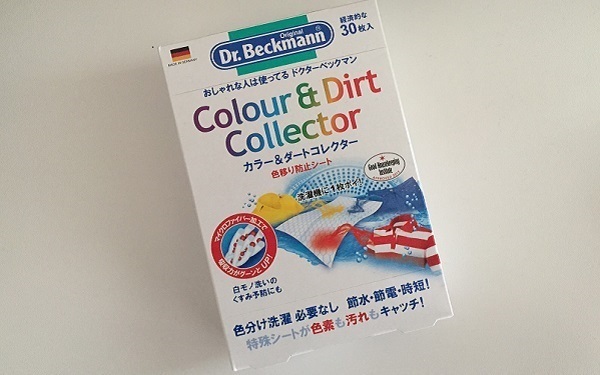 Original
Dr. Beckmann®
経済的な
30枚入
MADE IN GERMANY
おしゃれな人は使ってる ドクターベックマン
Colour & Dirt
Collector
カラー&ダートコレクター
色移り防止シート
洗濯機に1枚ポイ!
Good Housekeeping
Institute
マイクロファイバー加工で
吸収力がグーンとUP!
白モノ洗いの
くすみ予防にも
色分け洗濯 必要なし 節水・節電・時短!
特殊シートが色素も汚れもキャッチ!